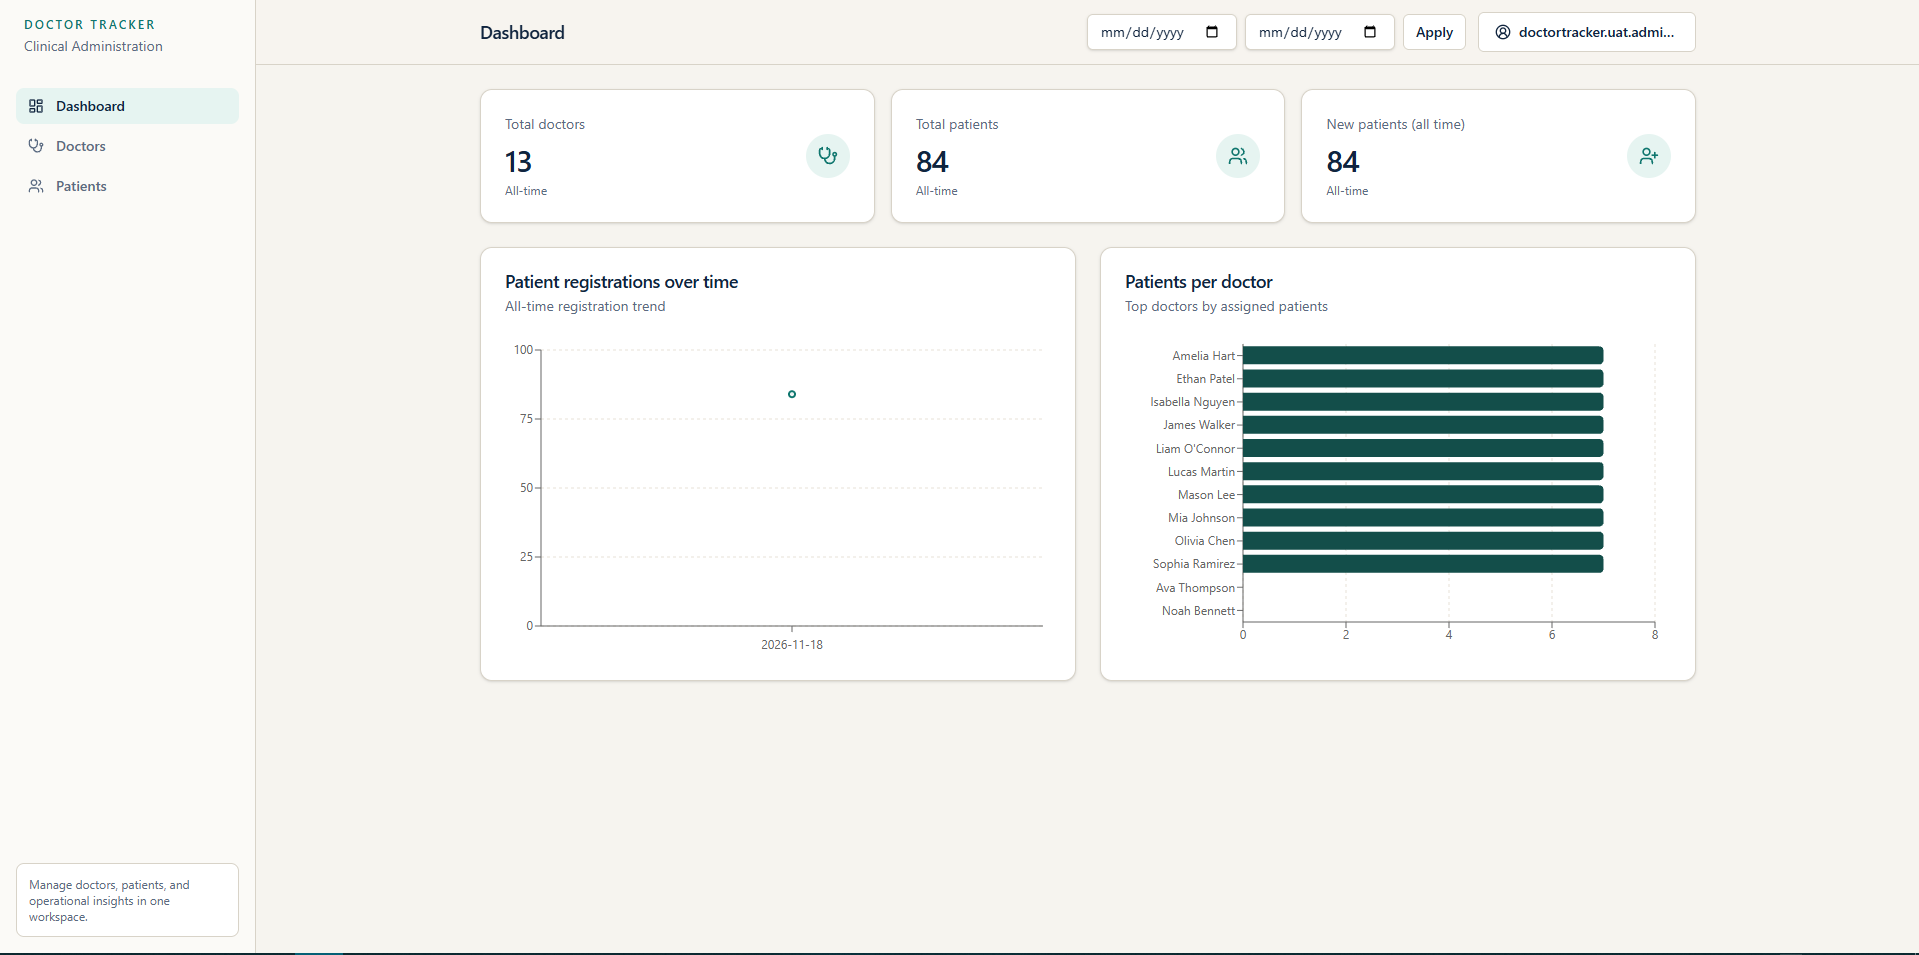 DOCTOR TRACKER
Clinical Administration
Dashboard
Doctors
Patients
Manage doctors, patients, and
operational insights in one
workspace.
Dashboard
mm/dd/yyyy
mm/dd/yyyy
Apply
doctortracker.uat.admi...
Total doctors
13
All-time
Total patients
84
All-time
New patients (all time)
84
All-time
Patient registrations over time
All-time registration trend
100
75
50
25
0
2026-11-18
Patients per doctor
Top doctors by assigned patients
Amelia Hart
Ethan Patel
Isabella Nguyen
James Walker
Liam O'Connor
Lucas Martin
Mason Lee
Mia Johnson
Olivia Chen
Sophia Ramirez
Ava Thompson
Noah Bennett
0 2 4 6 8